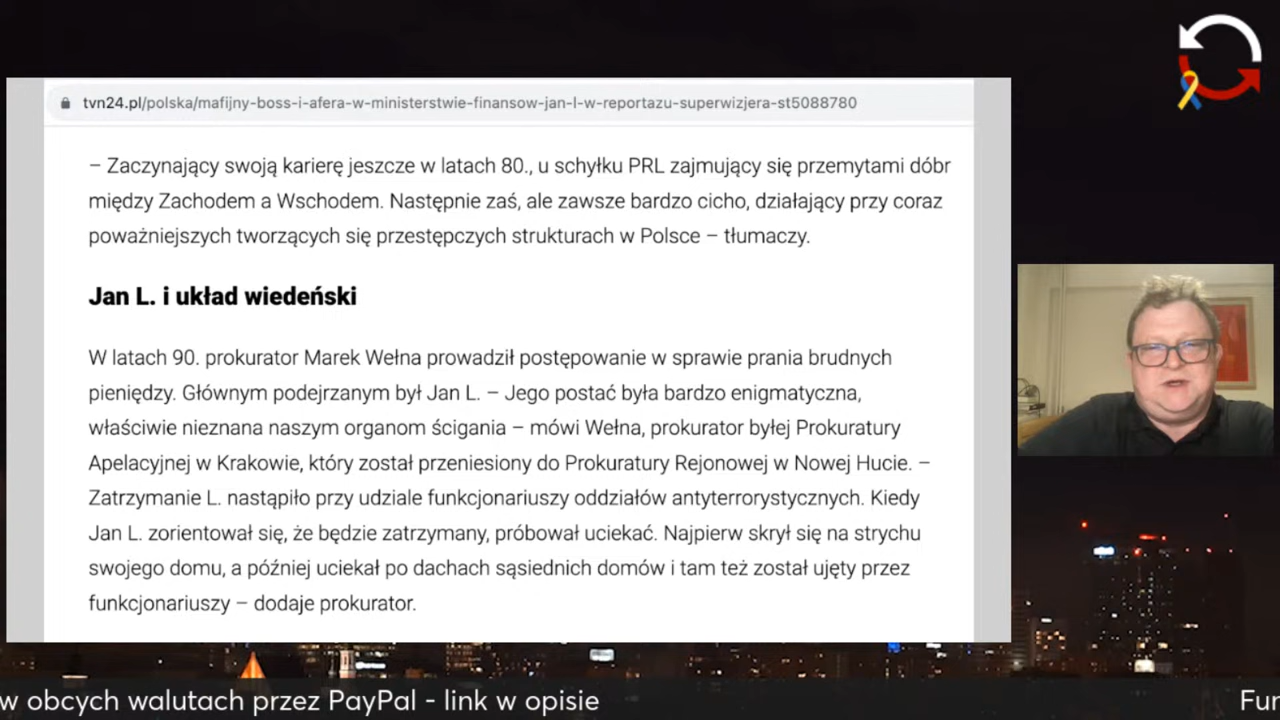 tvn24.pl/polska/mafijny-boss-i-afera-w-ministerstwie-finansow-jan-l-w-reportazu-superwizjera-st5088780
– Zaczynający swoją karierę jeszcze w latach 80., u schyłku PRL zajmujący się przemytami dóbr
między Zachodem a Wschodem. Następnie zaś, ale zawsze bardzo cicho, działający przy coraz
poważniejszych tworzących się przestępczych strukturach w Polsce – tłumaczy.
Jan L. i układ wiedeński
W latach 90. prokurator Marek Wełna prowadził postępowanie w sprawie prania brudnych
pieniędzy. Głównym podejrzanym był Jan L. – Jego postać była bardzo enigmatyczna,
właściwie nieznana naszym organom ścigania – mówi Wełna, prokurator byłej Prokuratury
Apelacyjnej w Krakowie, który został przeniesiony do Prokuratury Rejonowej w Nowej Hucie. –
Zatrzymanie L. nastąpiło przy udziale funkcjonariuszy oddziałów antyterrorystycznych. Kiedy
Jan L. zorientował się, że będzie zatrzymany, próbował uciekać. Najpierw skrył się na strychu
swojego domu, a później uciekał po dachach sąsiednich domów i tam też został ujęty przez
funkcjonariuszy – dodaje prokurator.
w obcych walutach przez PayPal - link w opisie Fun